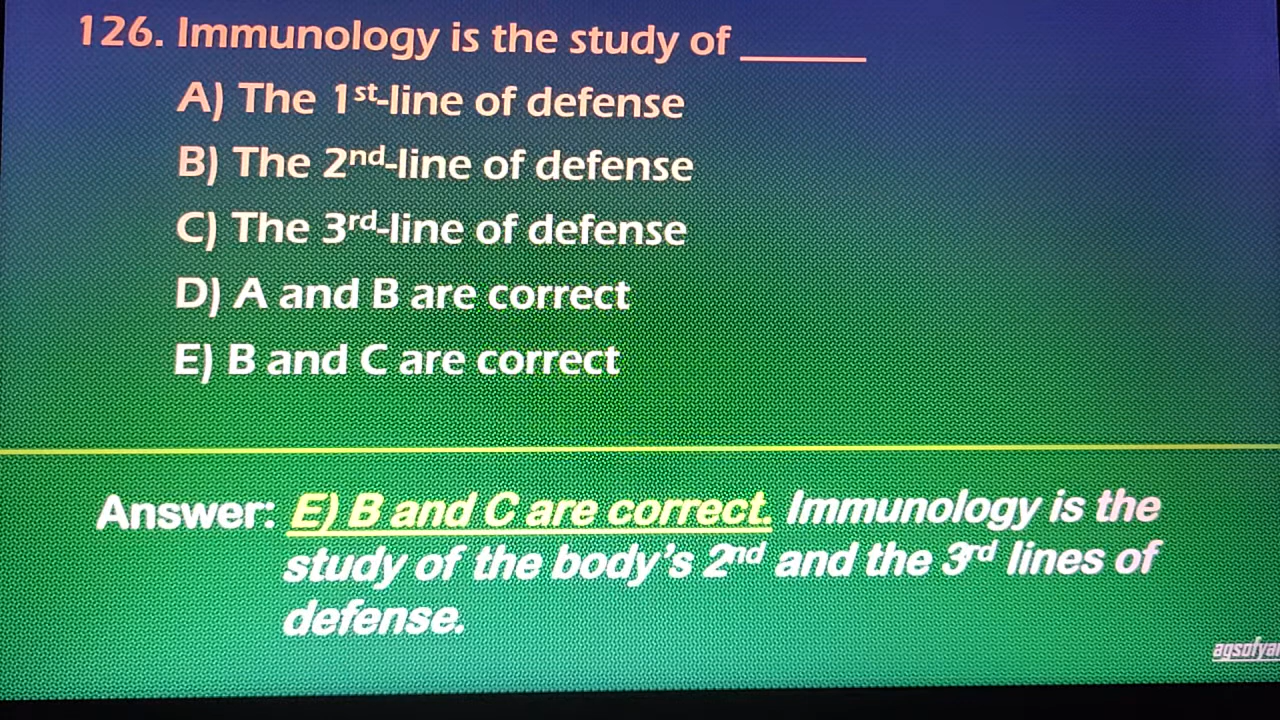 126. Immunology is the study of ______
A) The 1st-line of defense
B) The 2nd-line of defense
C) The 3rd-line of defense
D) A and B are correct
E) B and C are correct
Answer: E) B and C are correct. Immunology is the
study of the body's 2nd and the 3rd lines of
defense.